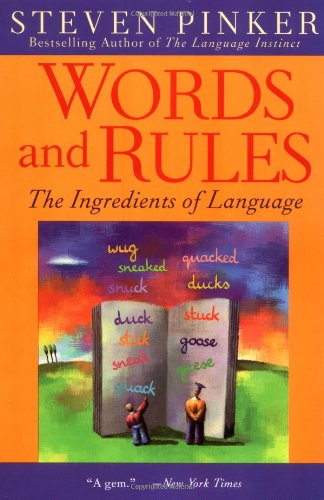 STEVEN PINKER
Bestselling Author of The Language Instinct
WORDS
and RULES
The Ingredients of Language
wug
sneaked
snuck
quacked
ducks
duck
stuk
sneak
quack
stuck
goose
geese
"A gem." —New York Times